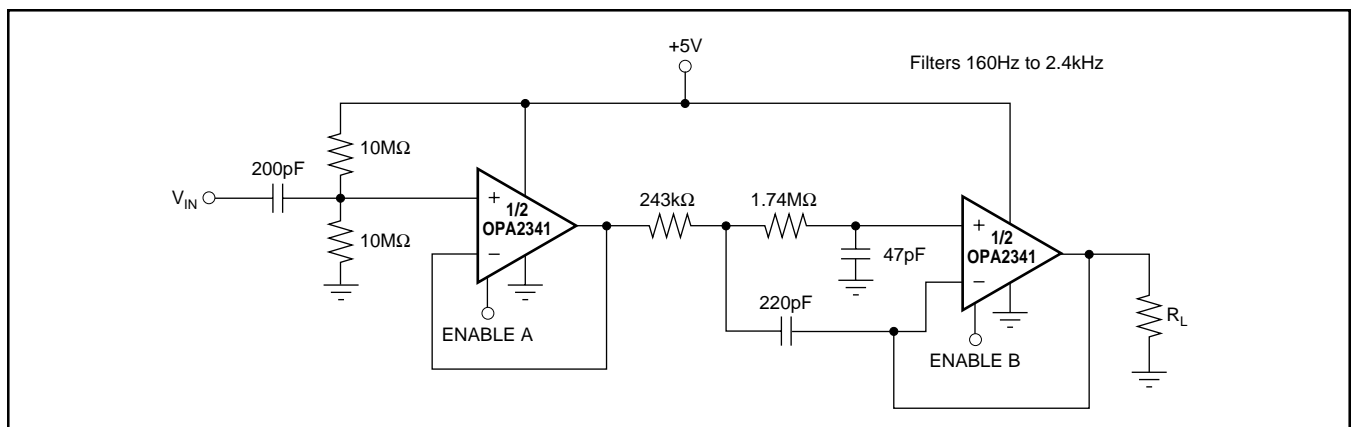 +5V
Filters 160Hz to 2.4kHz
10MΩ
200pF
V_IN
10MΩ
+
1/2
OPA2341
−
ENABLE A
243kΩ
1.74MΩ
47pF
220pF
+
1/2
OPA2341
−
ENABLE B
R_L